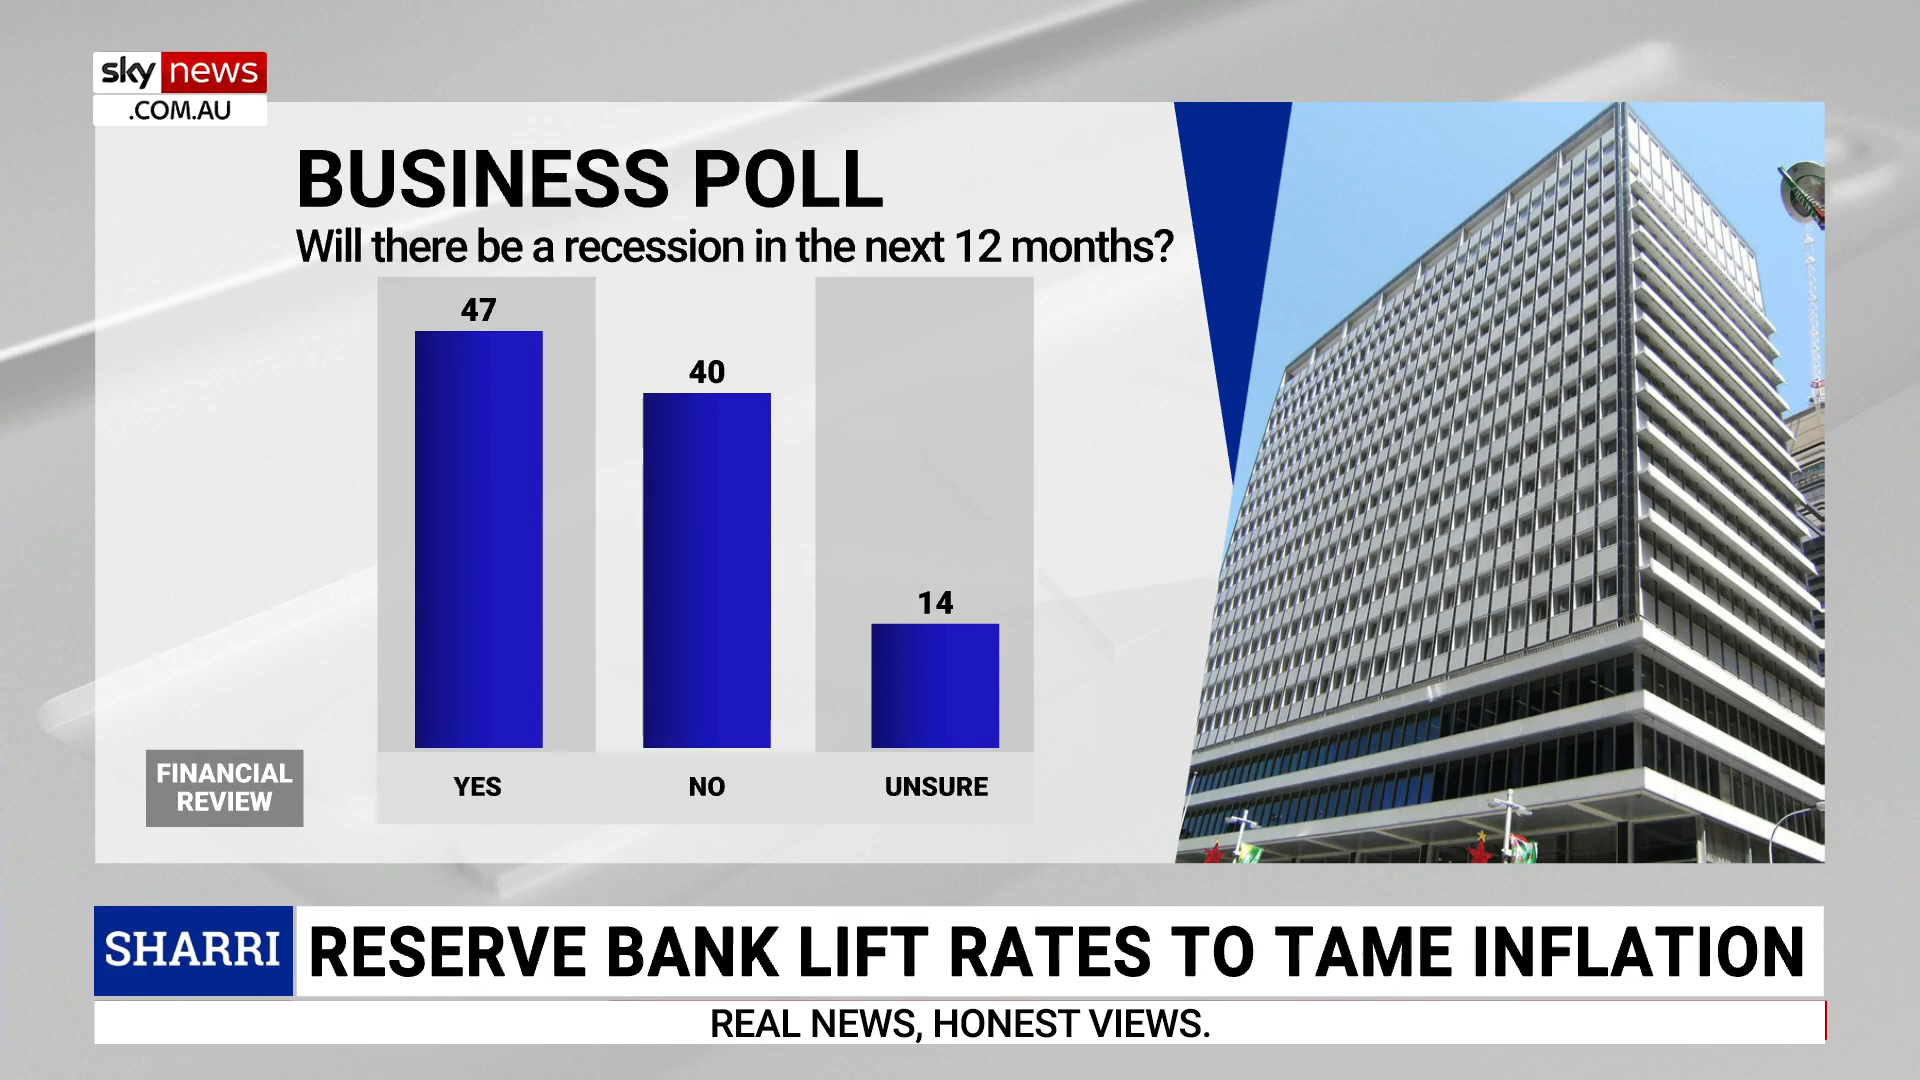 sky news
.COM.AU
BUSINESS POLL
Will there be a recession in the next 12 months?
47
40
14
YES
NO
UNSURE
FINANCIAL
REVIEW
SHARRI
RESERVE BANK LIFT RATES TO TAME INFLATION
REAL NEWS, HONEST VIEWS.